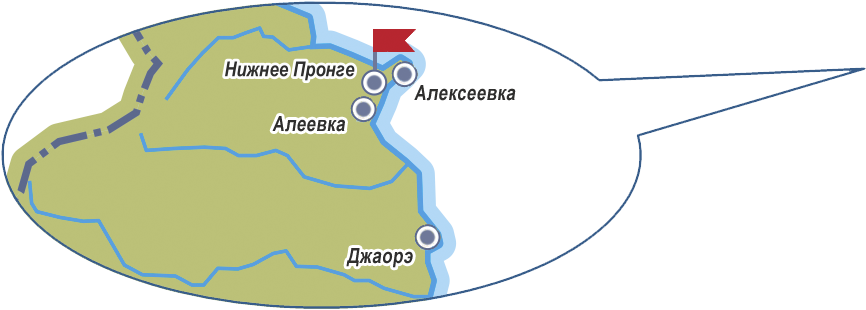 Нижнее Пронге
Алексеевка
Алеевка
Джаорэ